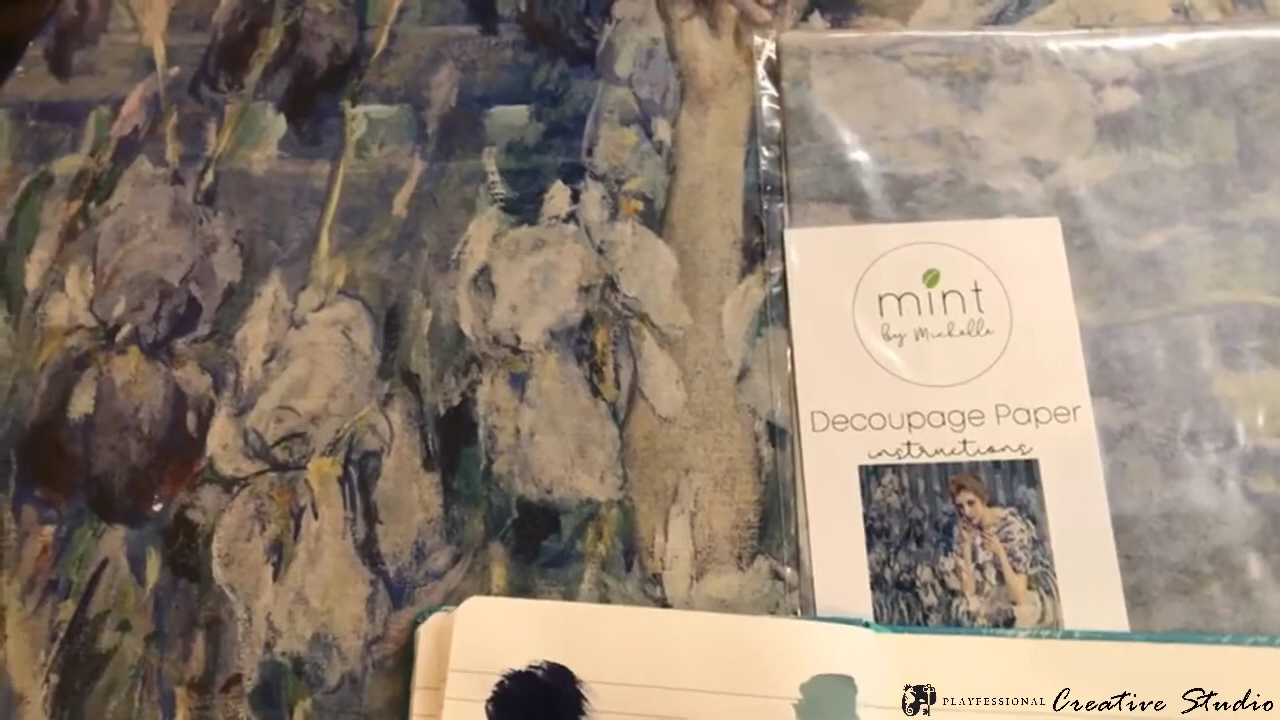 mint
by Michelle
Decoupage Paper
instructions
PLAYFESSIONAL Creative Studio